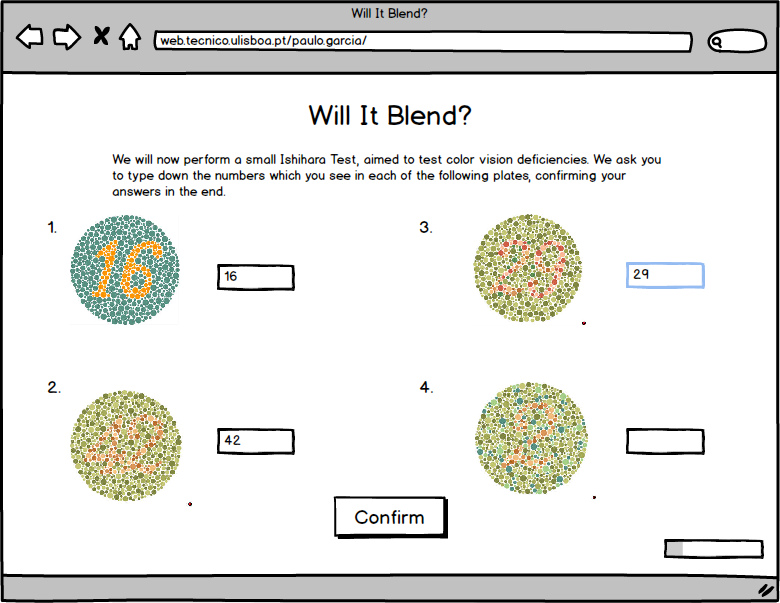 Will It Blend?
web.tecnico.ulisboa.pt/paulo.garcia/
Will It Blend?
We will now perform a small Ishihara Test, aimed to test color vision deficiencies. We ask you
to type down the numbers which you see in each of the following plates, confirming your
answers in the end.
1.
16
16
3.
29
29
2.
42
4.
Confirm